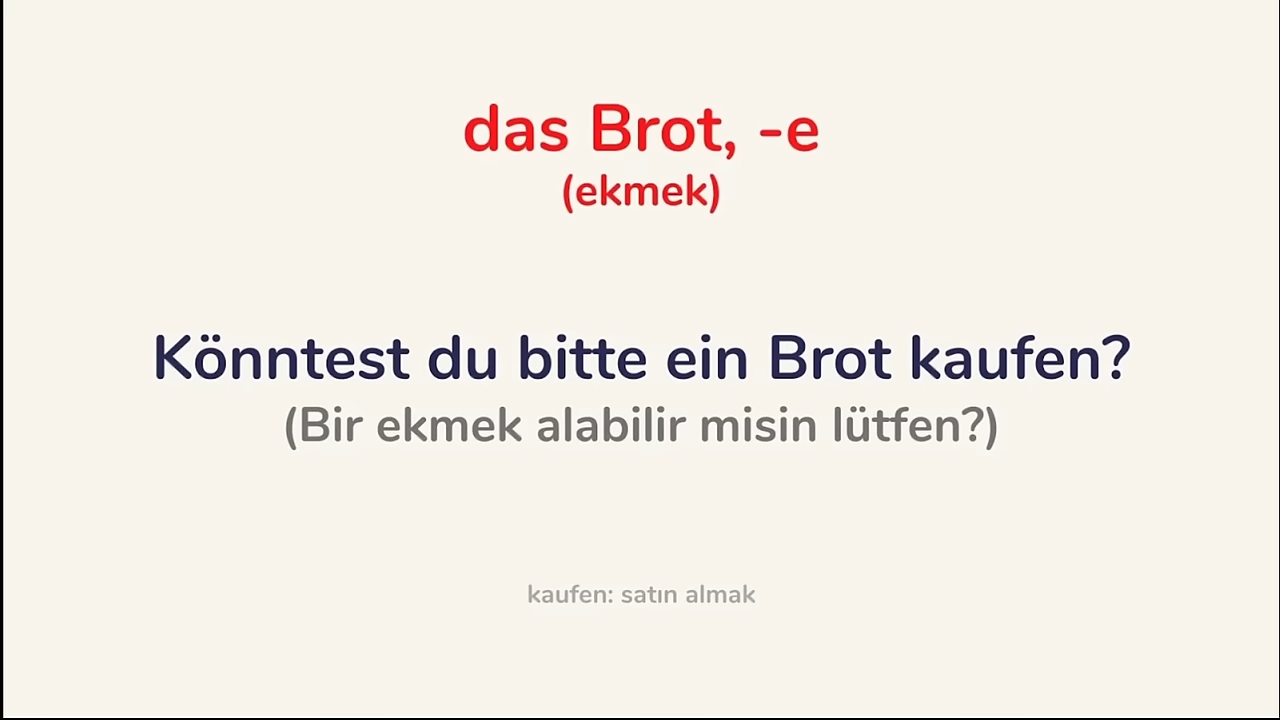 das Brot, -e
(ekmek)
Könntest du bitte ein Brot kaufen?
(Bir ekmek alabilir misin lütfen?)
kaufen: satın almak